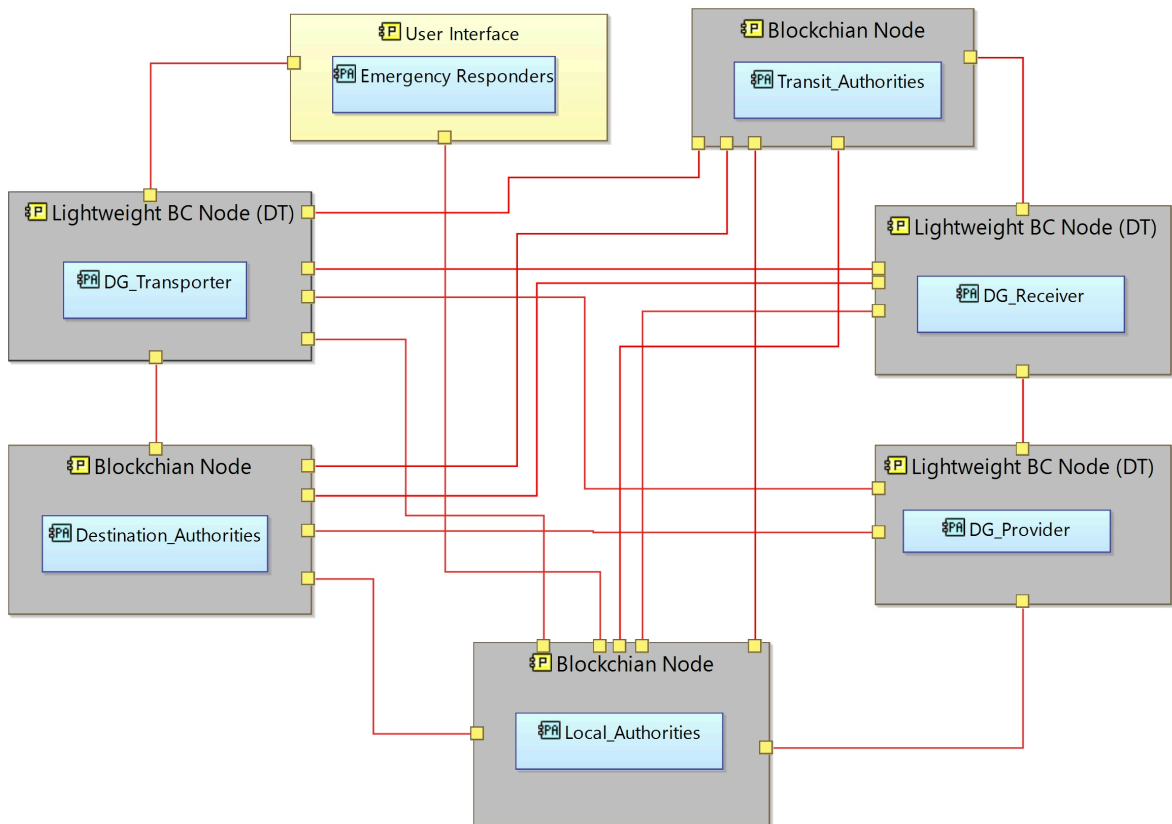 User Interface
Emergency Responders
Blockchian Node
Transit_Authorities
Lightweight BC Node (DT)
DG_Transporter
Lightweight BC Node (DT)
DG_Receiver
Blockchian Node
Destination_Authorities
Lightweight BC Node (DT)
DG_Provider
Blockchian Node
Local_Authorities